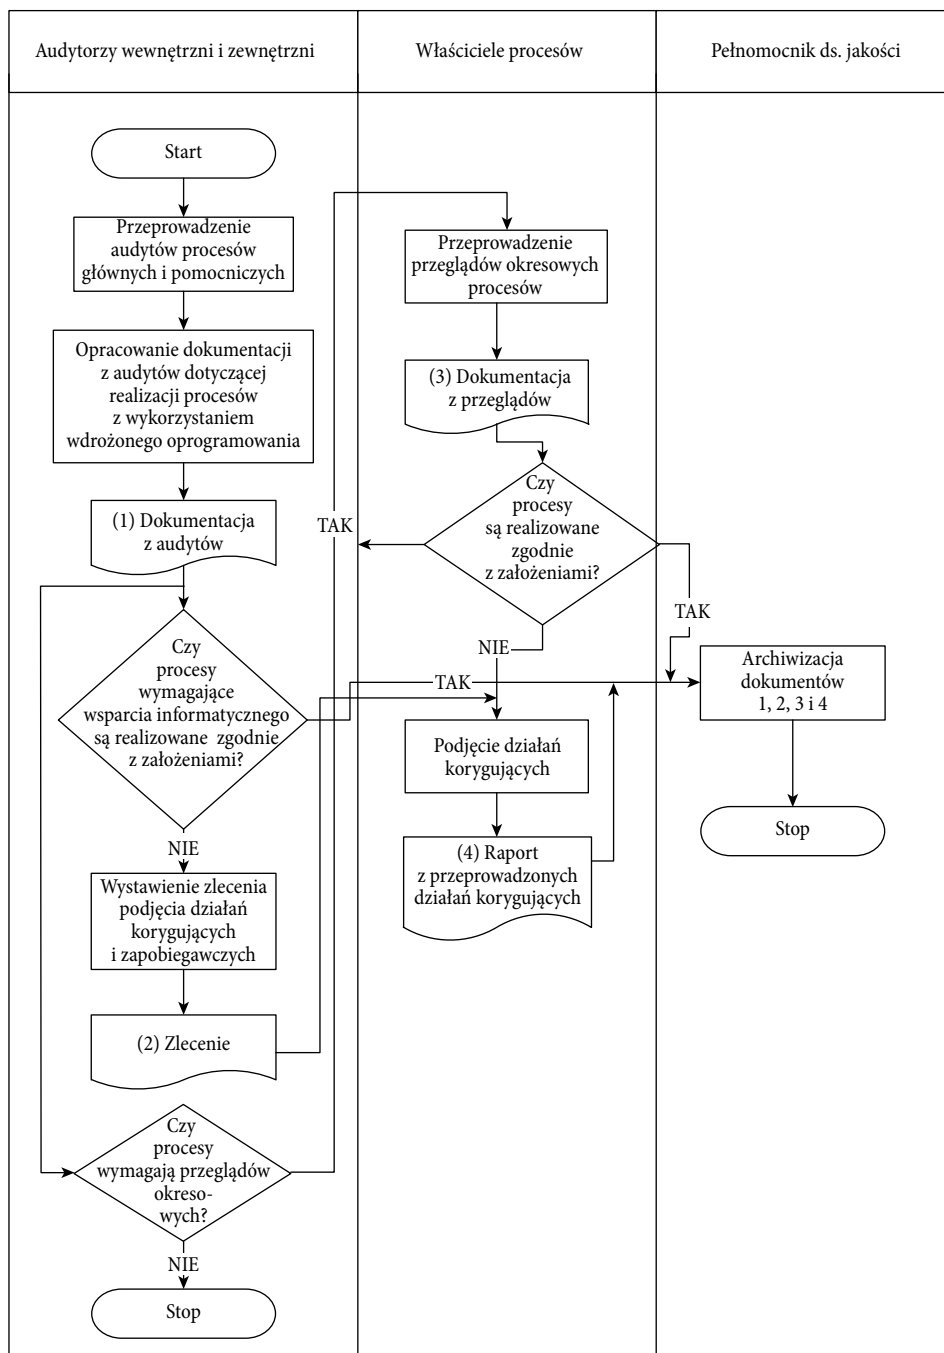 Audytorzy wewnętrzni i zewnętrzni
Właściciele procesów
Pełnomocnik ds. jakości
Start
Przeprowadzenie
audytów procesów
głównych i pomocniczych
Opracowanie dokumentacji
z audytów dotyczącej
realizacji procesów
z wykorzystaniem
wdrożonego oprogramowania
(1) Dokumentacja
z audytów
Czy
procesy
wymagające
wsparcia informatycznego
są realizowane zgodnie
z założeniami?
NIE
Wystawienie zlecenia
podjęcia działań
korygujących
i zapobiegawczych
(2) Zlecenie
Czy
procesy
wymagają przeglądów
okreso-
wych?
NIE
Stop
TAK
Przeprowadzenie
przeglądów okresowych
procesów
(3) Dokumentacja
z przeglądów
Czy
procesy
są realizowane
zgodnie
z założeniami?
NIE
TAK
Podjęcie działań
korygujących
(4) Raport
z przeprowadzonych
działań korygujących
TAK
Archiwizacja
dokumentów
1, 2, 3 i 4
Stop